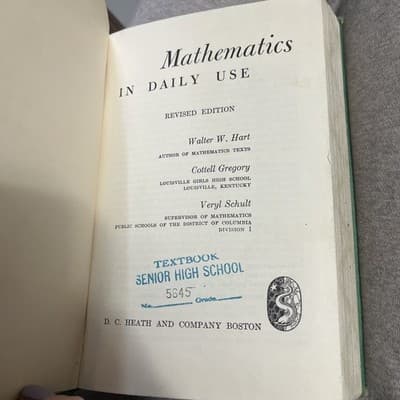 Mathematics
IN DAILY USE
REVISED EDITION
Walter W. Hart
AUTHOR OF MATHEMATICS TEXTS
Cottell Gregory
LOUISVILLE GIRLS HIGH SCHOOL
LOUISVILLE, KENTUCKY
Veryl Schult
SUPERVISOR OF MATHEMATICS
PUBLIC SCHOOLS OF THE DISTRICT OF COLUMBIA
DIVISION I
TEXTBOOK
SENIOR HIGH SCHOOL
5645
No. Grade
D. C. HEATH AND COMPANY BOSTON